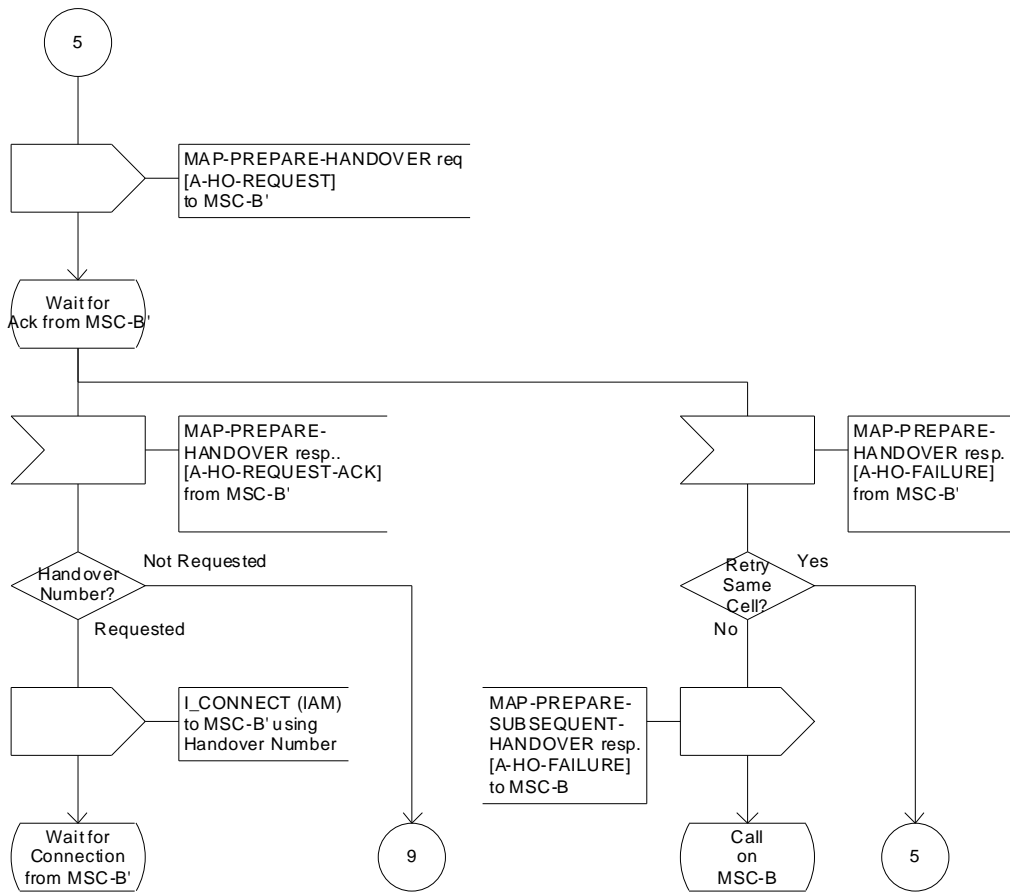 5
MAP-PREPARE-HANDOVER req
[A-HO-REQUEST]
to MSC-B'
Wait for
Ack from MSC-B'
MAP-PREPARE-
HANDOVER resp..
[A-HO-REQUEST-ACK]
from MSC-B'
MAP-PREPARE-
HANDOVER resp.
[A-HO-FAILURE]
from MSC-B'
Handover
Number?
Not Requested
Requested
Retry
Same
Cell?
Yes
No
I_CONNECT (IAM)
to MSC-B' using
Handover Number
MAP-PREPARE-
SUBSEQUENT-
HANDOVER resp.
[A-HO-FAILURE]
to MSC-B
Wait for
Connection
from MSC-B'
9
Call
on
MSC-B
5